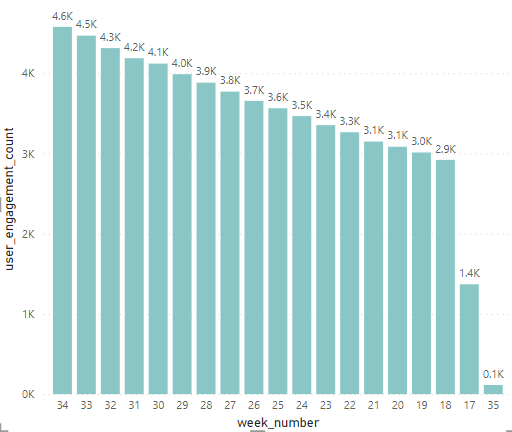 4.6K 4.5K 4.3K 4.2K 4.1K 4.0K 3.9K 3.8K 3.7K 3.6K 3.5K 3.4K 3.3K 3.1K 3.1K 3.0K 2.9K 1.4K 0.1K
4K
3K
2K
1K
0K
user_engagement_count
34 33 32 31 30 29 28 27 26 25 24 23 22 21 20 19 18 17 35
week_number